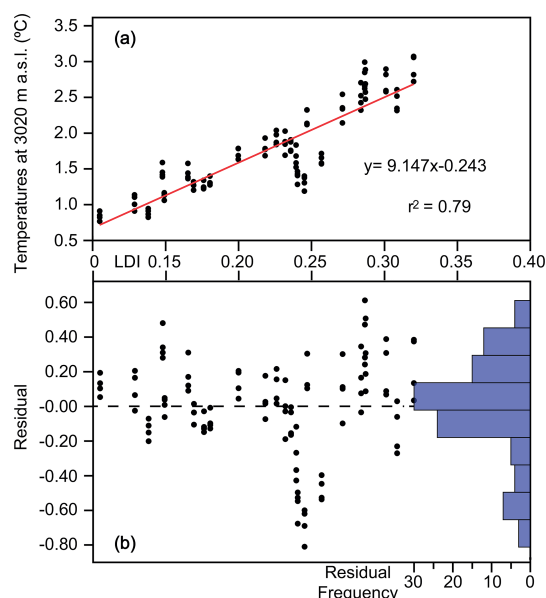 Temperatures at 3020 m a.s.l. (ºC)
3.5
3.0
2.5
2.0
1.5
1.0
0.5
(a)
y= 9.147x-0.243
r2 = 0.79
0 LDI 0.15 0.20 0.25 0.30 0.35 0.40
Residual
0.60
0.40
0.20
-0.00
-0.20
-0.40
-0.60
-0.80
(b)
Residual
Frequency
30 20 10 0